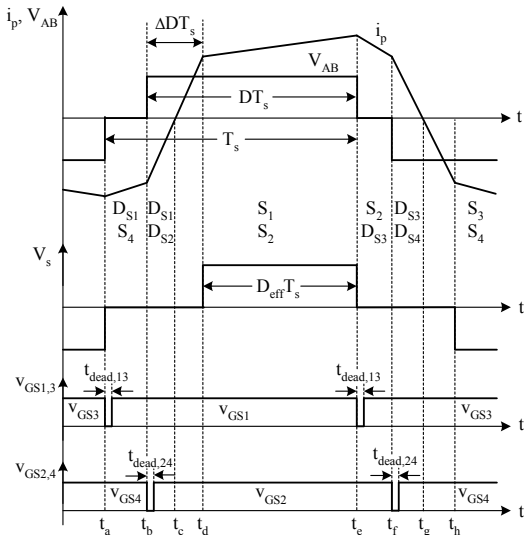 i_p, V_AB
ΔDT_s
i_p
V_AB
DT_s
t
T_s
D_S1 D_S1 S_1 S_2 D_S3 S_3
S_4 D_S2 S_2 D_S3 D_S4 S_4
V_s
D_eff T_s
t
t_dead,13 t_dead,13
v_GS1,3
v_GS3 v_GS1 v_GS3
t
t_dead,24 t_dead,24
v_GS2,4
v_GS4 v_GS2 v_GS4
t
t_a t_b t_c t_d t_e t_f t_g t_h